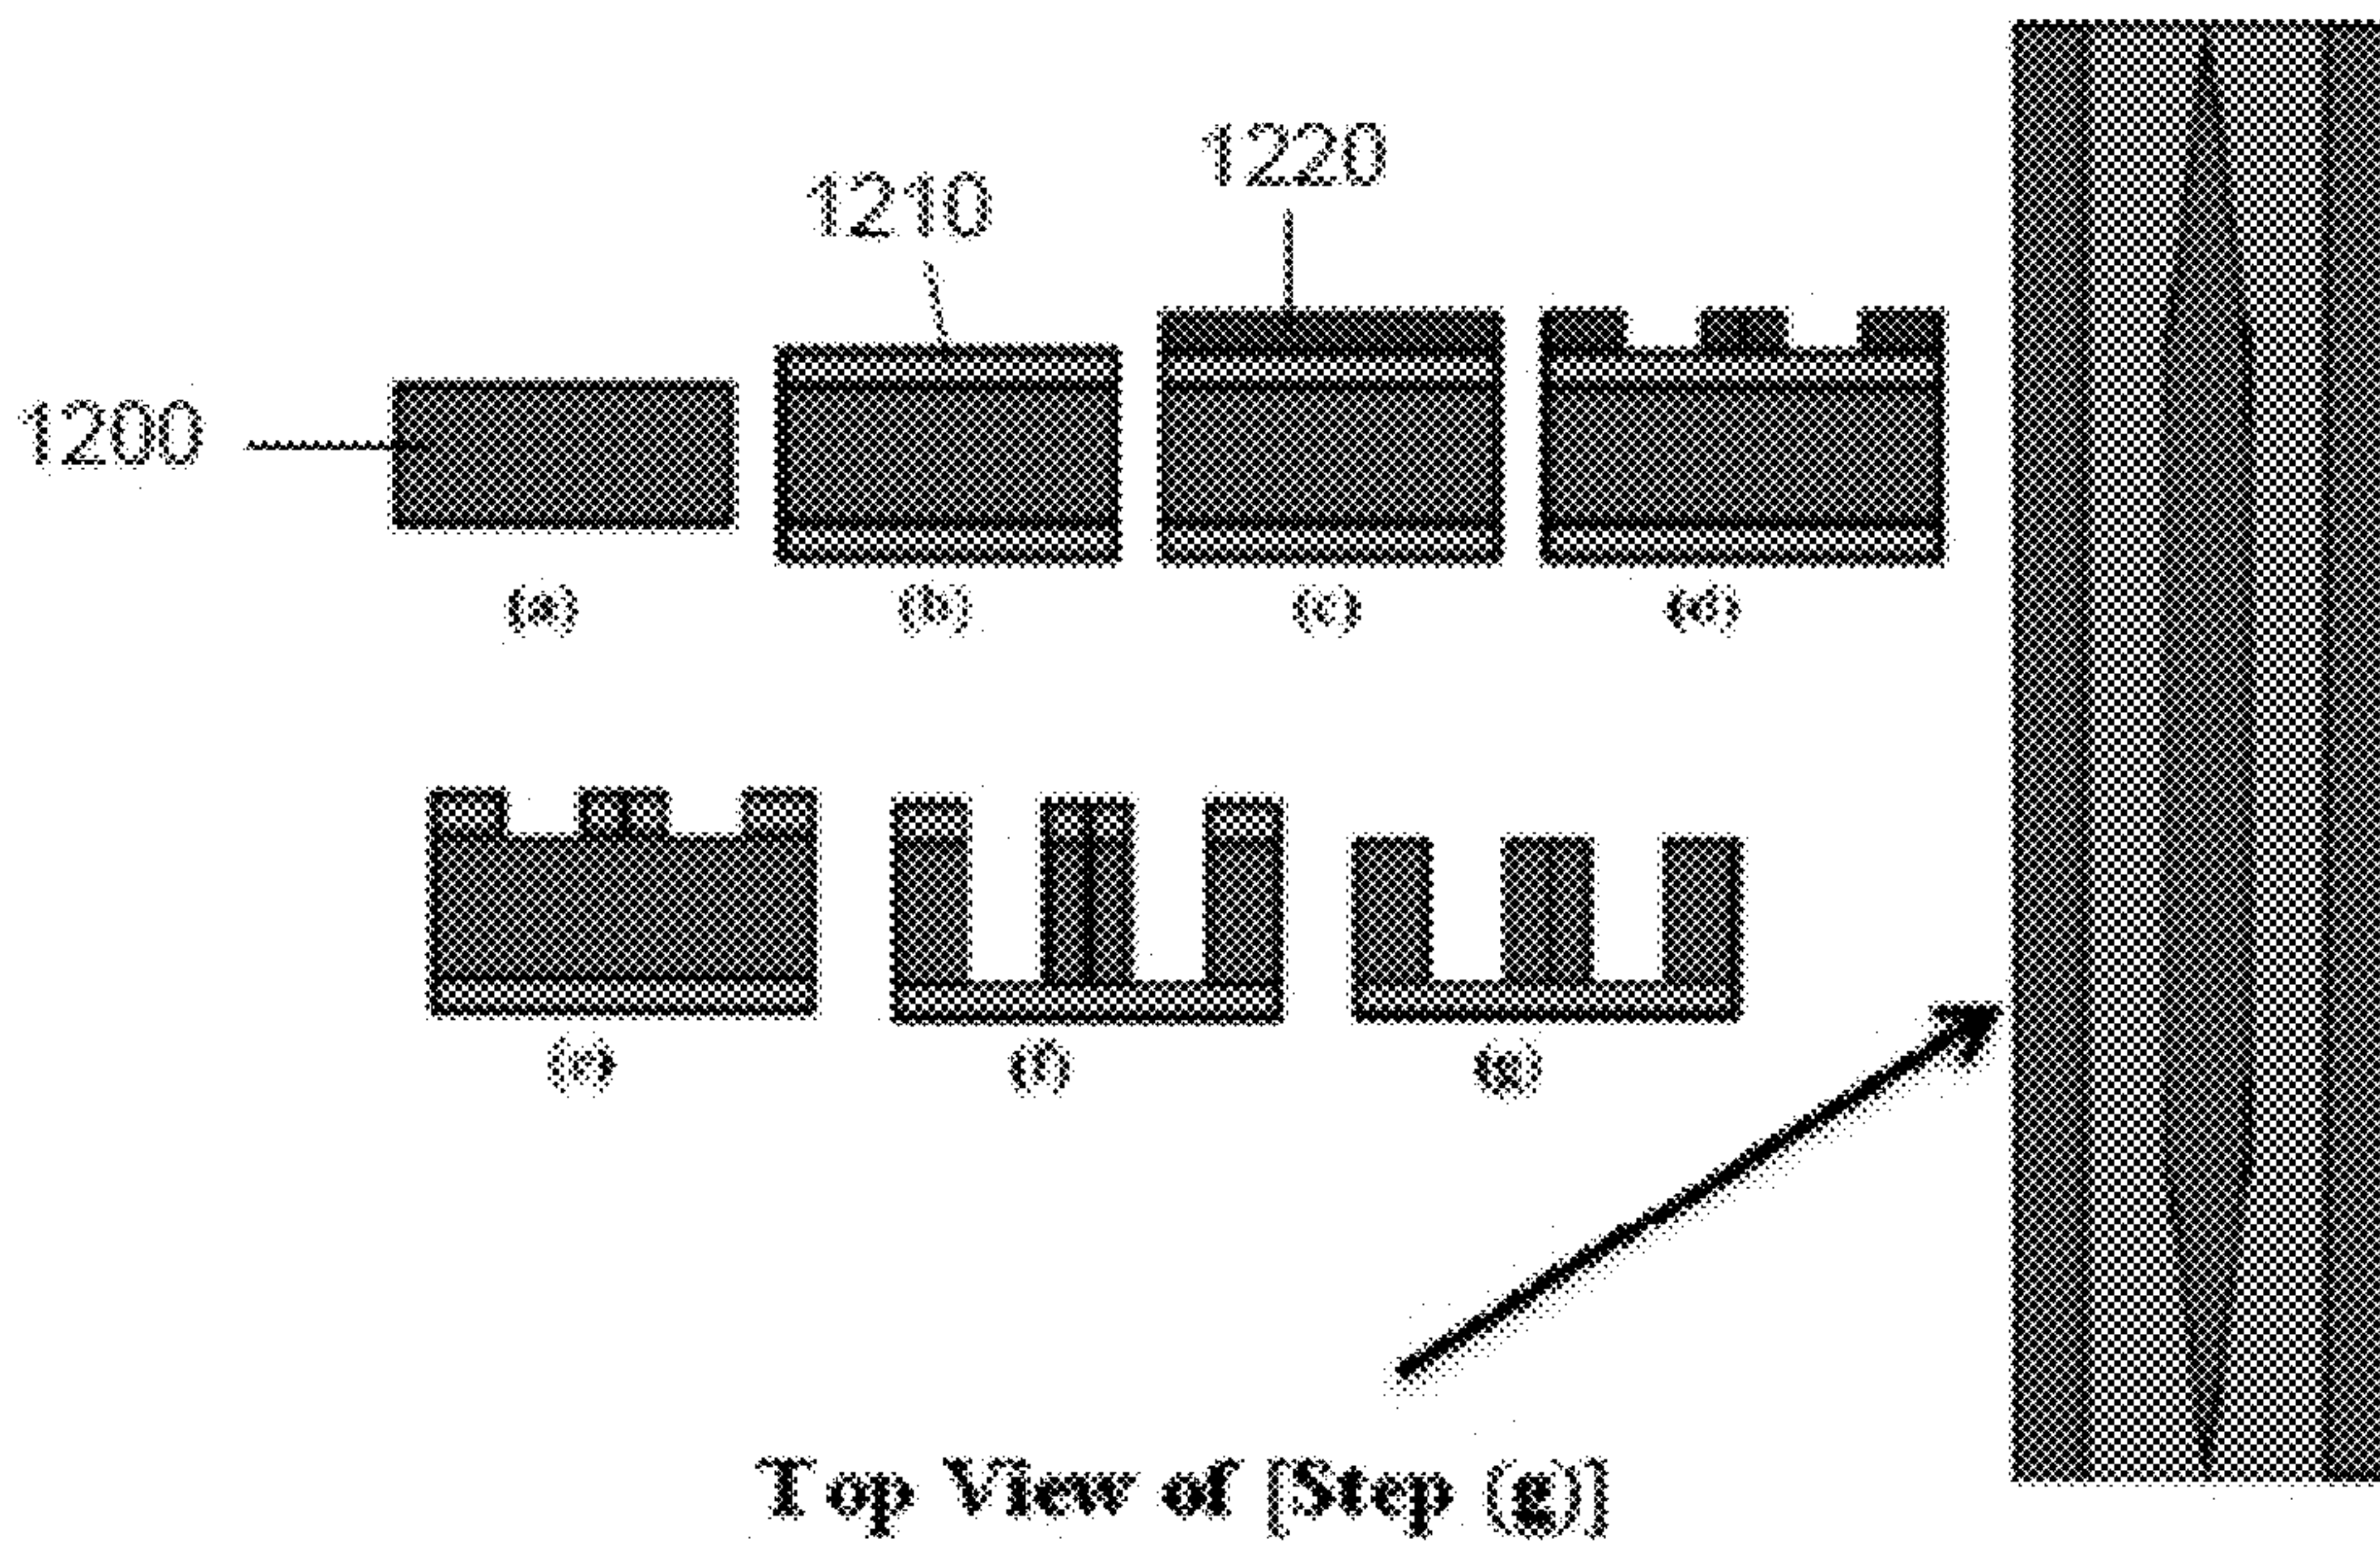 1220
1210
1200
(a)
(b)
(c)
(d)
(e)
(f)
(g)
Top View of [Step (g)]